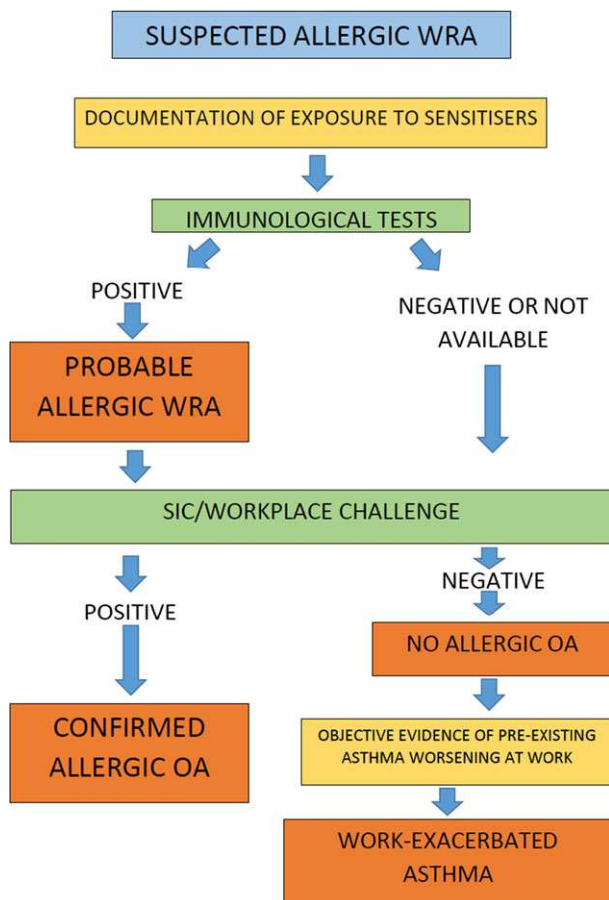 SUSPECTED ALLERGIC WRA
DOCUMENTATION OF EXPOSURE TO SENSITISERS
IMMUNOLOGICAL TESTS
POSITIVE
NEGATIVE OR NOT
AVAILABLE
PROBABLE
ALLERGIC WRA
SIC/WORKPLACE CHALLENGE
POSITIVE
NEGATIVE
NO ALLERGIC OA
CONFIRMED
ALLERGIC OA
OBJECTIVE EVIDENCE OF PRE-EXISTING
ASTHMA WORSENING AT WORK
WORK-EXACERBATED
ASTHMA